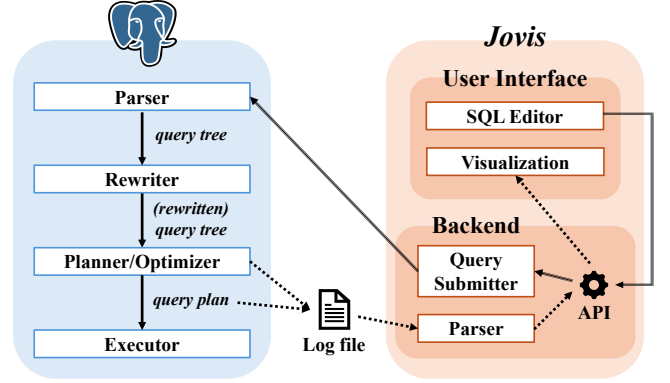 Parser
query tree
Rewriter
(rewritten)
query tree
Planner/Optimizer
query plan
Executor
Log file
Jovis
User Interface
SQL Editor
Visualization
Backend
Query
Submitter
API
Parser